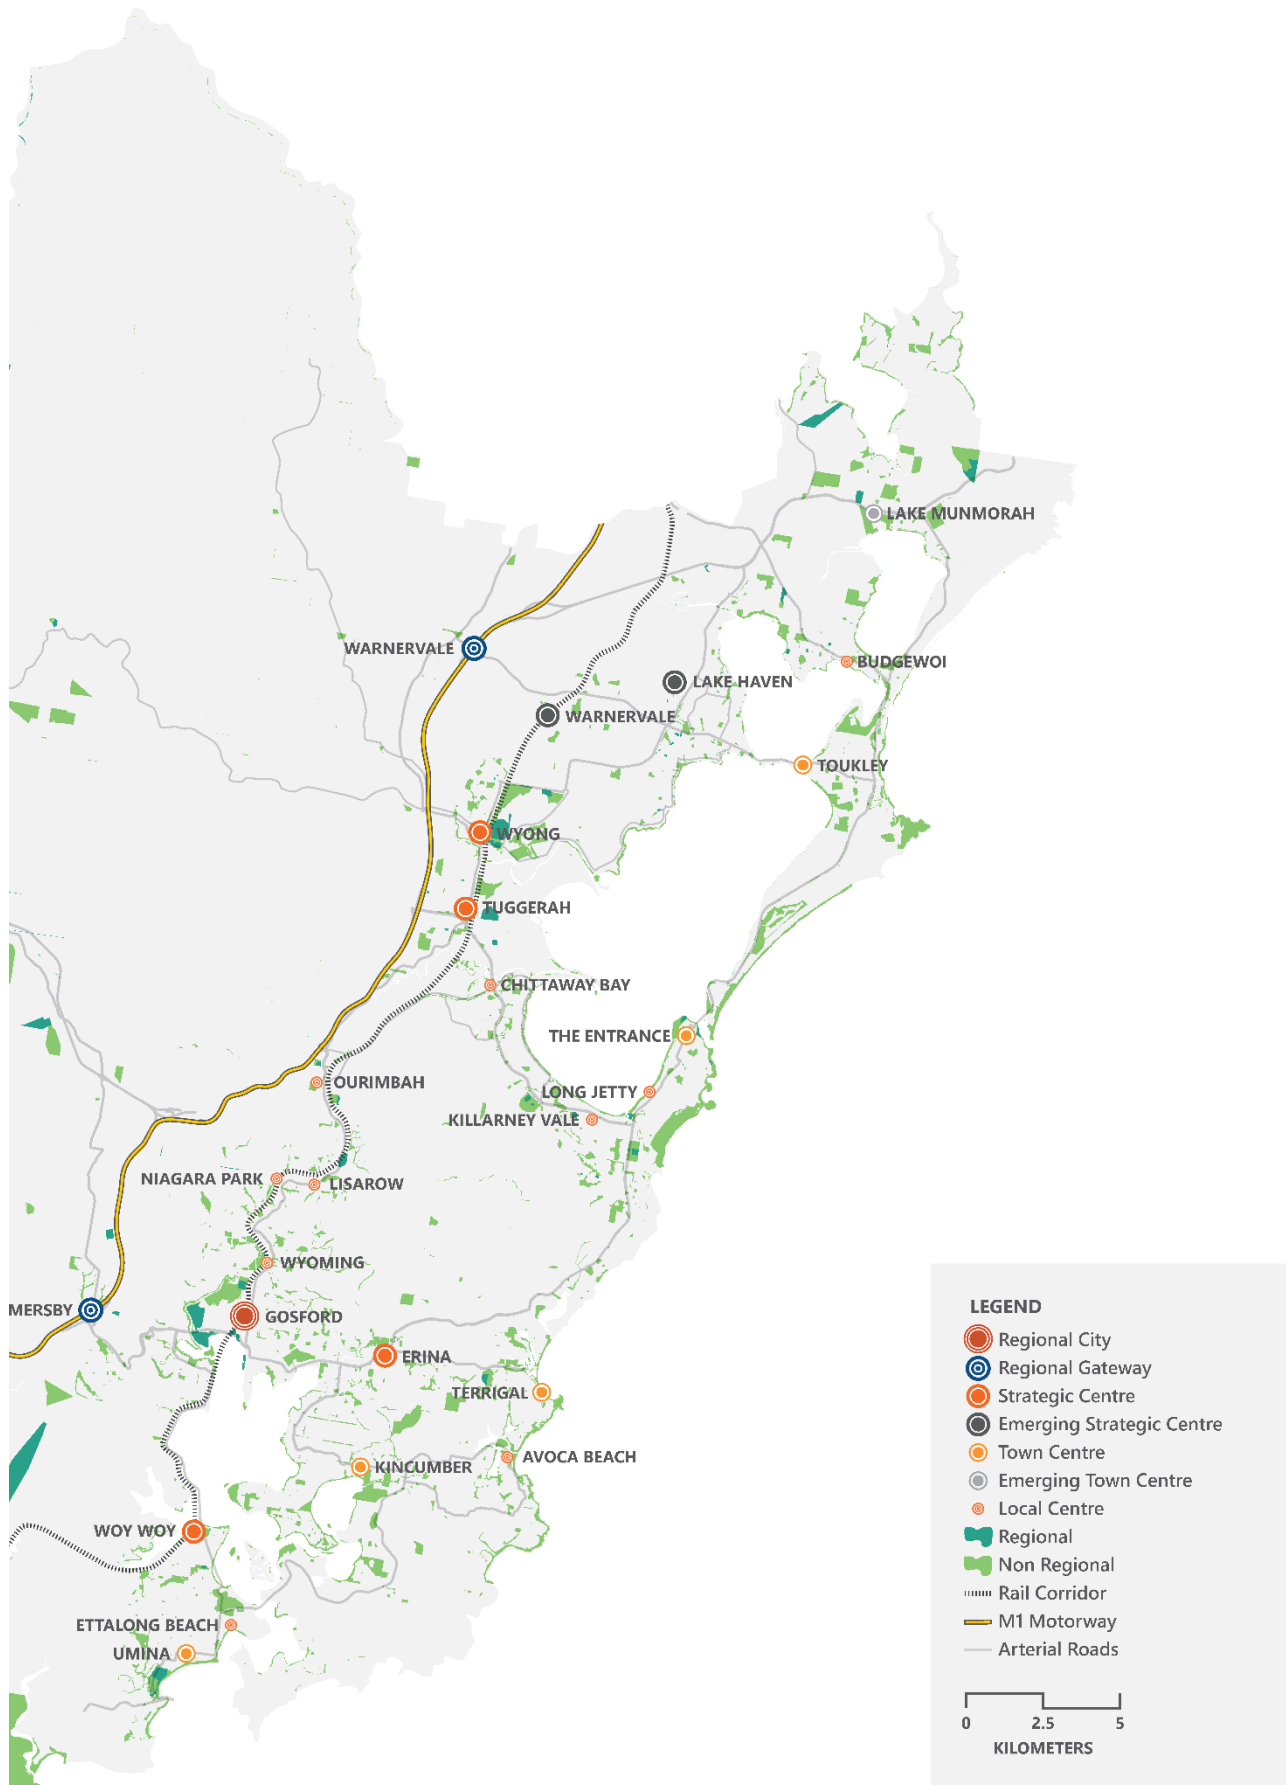 LAKE MUNMORAH
WARNERVALE
BUDGEWOI
LAKE HAVEN
WARNERVALE
TOUKLEY
WYONG
TUGGERAH
CHITTAWAY BAY
THE ENTRANCE
OURIMBAH
LONG JETTY
KILLARNEY VALE
NIAGARA PARK
LISAROW
WYOMING
MERSBY
GOSFORD
ERINA
TERRIGAL
AVOCA BEACH
KINCUMBER
WOY WOY
ETTALONG BEACH
UMINA
LEGEND
Regional City
Regional Gateway
Strategic Centre
Emerging Strategic Centre
Town Centre
Emerging Town Centre
Local Centre
Regional
Non Regional
Rail Corridor
M1 Motorway
Arterial Roads
0 2.5 5
KILOMETERS